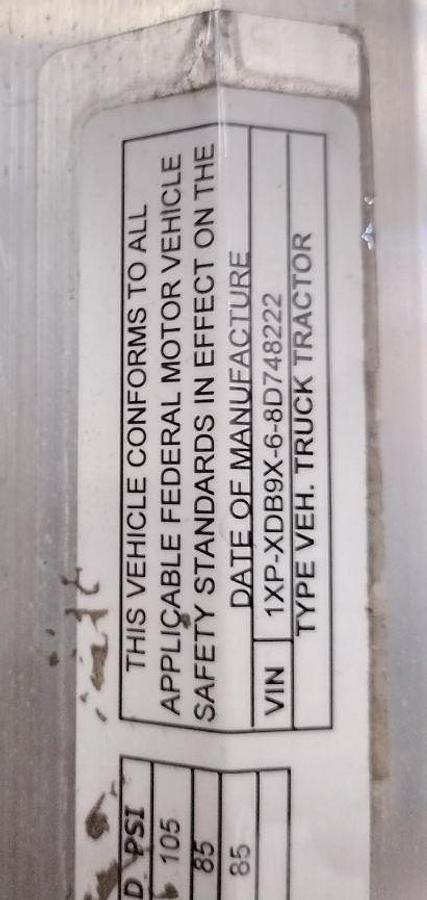 THIS VEHICLE CONFORMS TO ALL
APPLICABLE FEDERAL MOTOR VEHICLE
SAFETY STANDARDS IN EFFECT ON THE
DATE OF MANUFACTURE
VIN 1XP-XDB9X-6-8D748222
TYPE VEH. TRUCK TRACTOR
D PSI
105
85
85